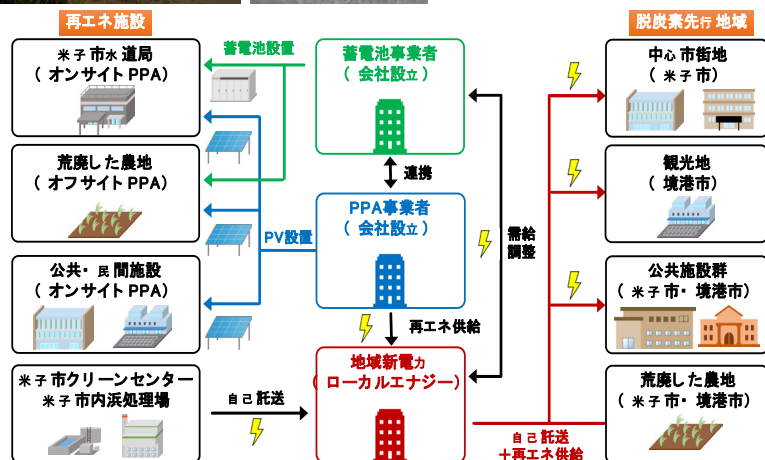 再エネ施設
米子市水道局
（オンサイトPPA）
荒廃した農地
（オフサイトPPA）
公共・民間施設
（オンサイトPPA）
米子市クリーンセンター
米子市内浜処理場
蓄電池設置
PV設置
自己託送
蓄電池事業者
（会社設立）
連携
PPA事業者
（会社設立）
再エネ供給
地域新電力
（ローカルエナジー）
需給
調整
自己託送
＋再エネ供給
脱炭素先行地域
中心市街地
（米子市）
観光地
（境港市）
公共施設群
（米子市・境港市）
荒廃した農地
（米子市・境港市）